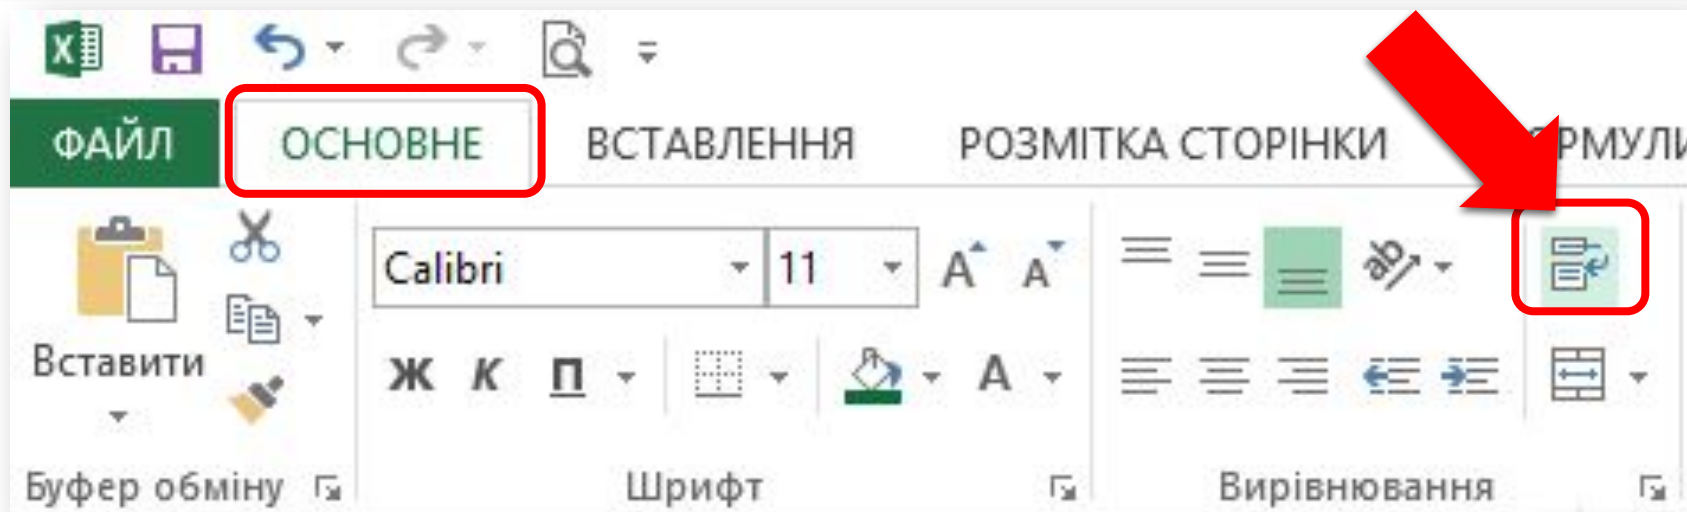 ФАЙЛ ОСНОВНЕ ВСТАВЛЕННЯ РОЗМІТКА СТОРІНКИ
Calibri 11
Вставити
Ж К П А
Буфер обміну Шрифт Вирівнювання